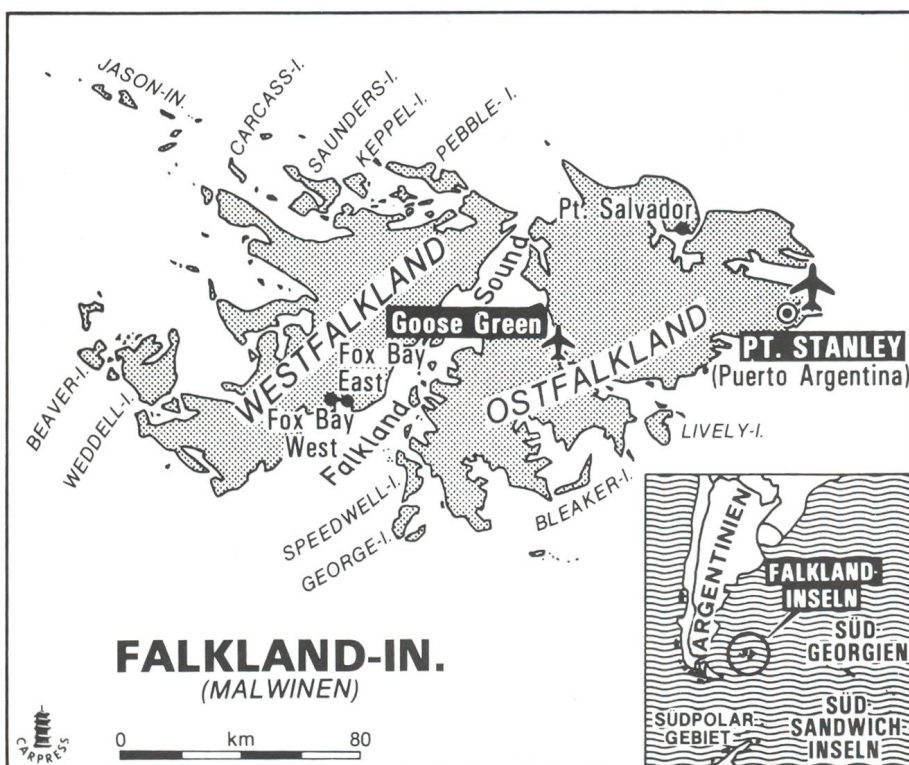 JASON-IN.
CARCASS-I.
SAUNDERS-I.
KEPPEL-I.
PEBBLE-I.
Pt. Salvador
WESTFALKLAND
Falkland Sound
Goose Green
OSTFALKLAND
PT. STANLEY
(Puerto Argentina)
Fox Bay
East
Fox Bay
West
BEAVER-I.
WEDDELL-I.
SPEEDWELL-I.
GEORGE-I.
BLEAKER-I.
LIVELY-I.
FALKLAND-IN.
(MALWINEN)
0 km 80
CARPRESS
ARGENTINIEN
FALKLAND-
INSELN
SÜD
GEORGIEN
SÜD
SANDWICH-
INSELN
SÜDPOLAR-
GEBIET